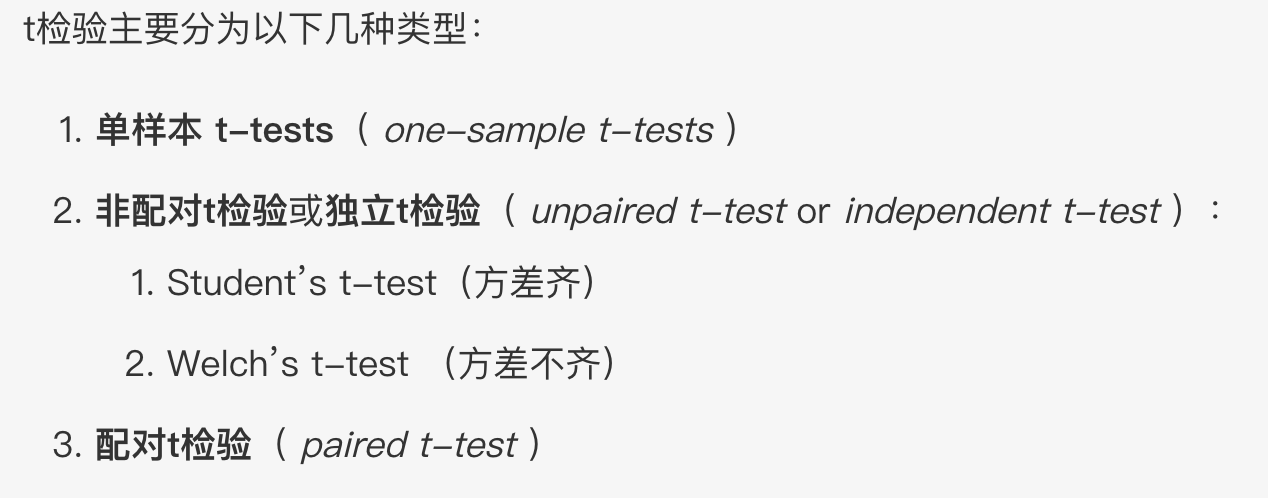 t检验主要分为以下几种类型：
1. 单样本 t-tests（ one-sample t-tests ）
2. 非配对t检验或独立t检验（ unpaired t-test or independent t-test ）：
1. Student’s t-test（方差齐）
2. Welch’s t-test （方差不齐）
3. 配对t检验（ paired t-test ）